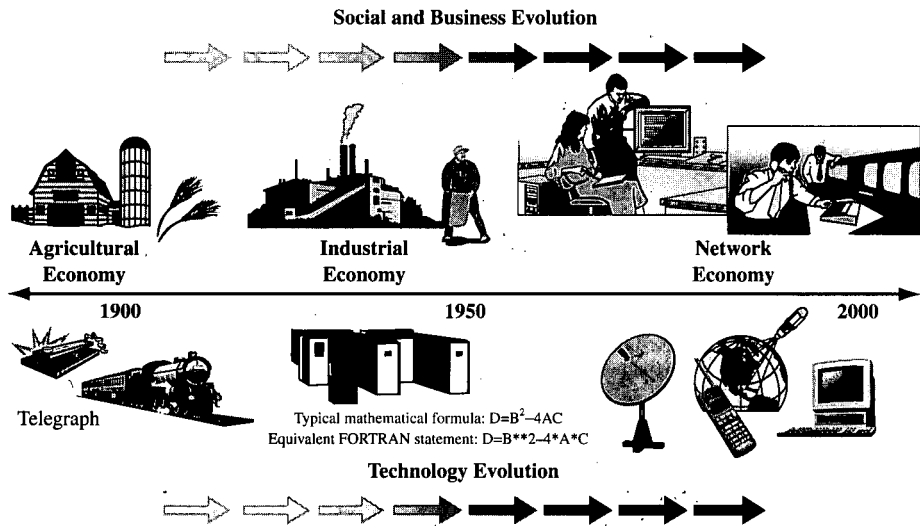 Social and Business Evolution
Agricultural
Economy
Industrial
Economy
Network
Economy
1900
1950
2000
Telegraph
Typical mathematical formula: D=B²–4AC
Equivalent FORTRAN statement: D=B**2–4*A*C
Technology Evolution